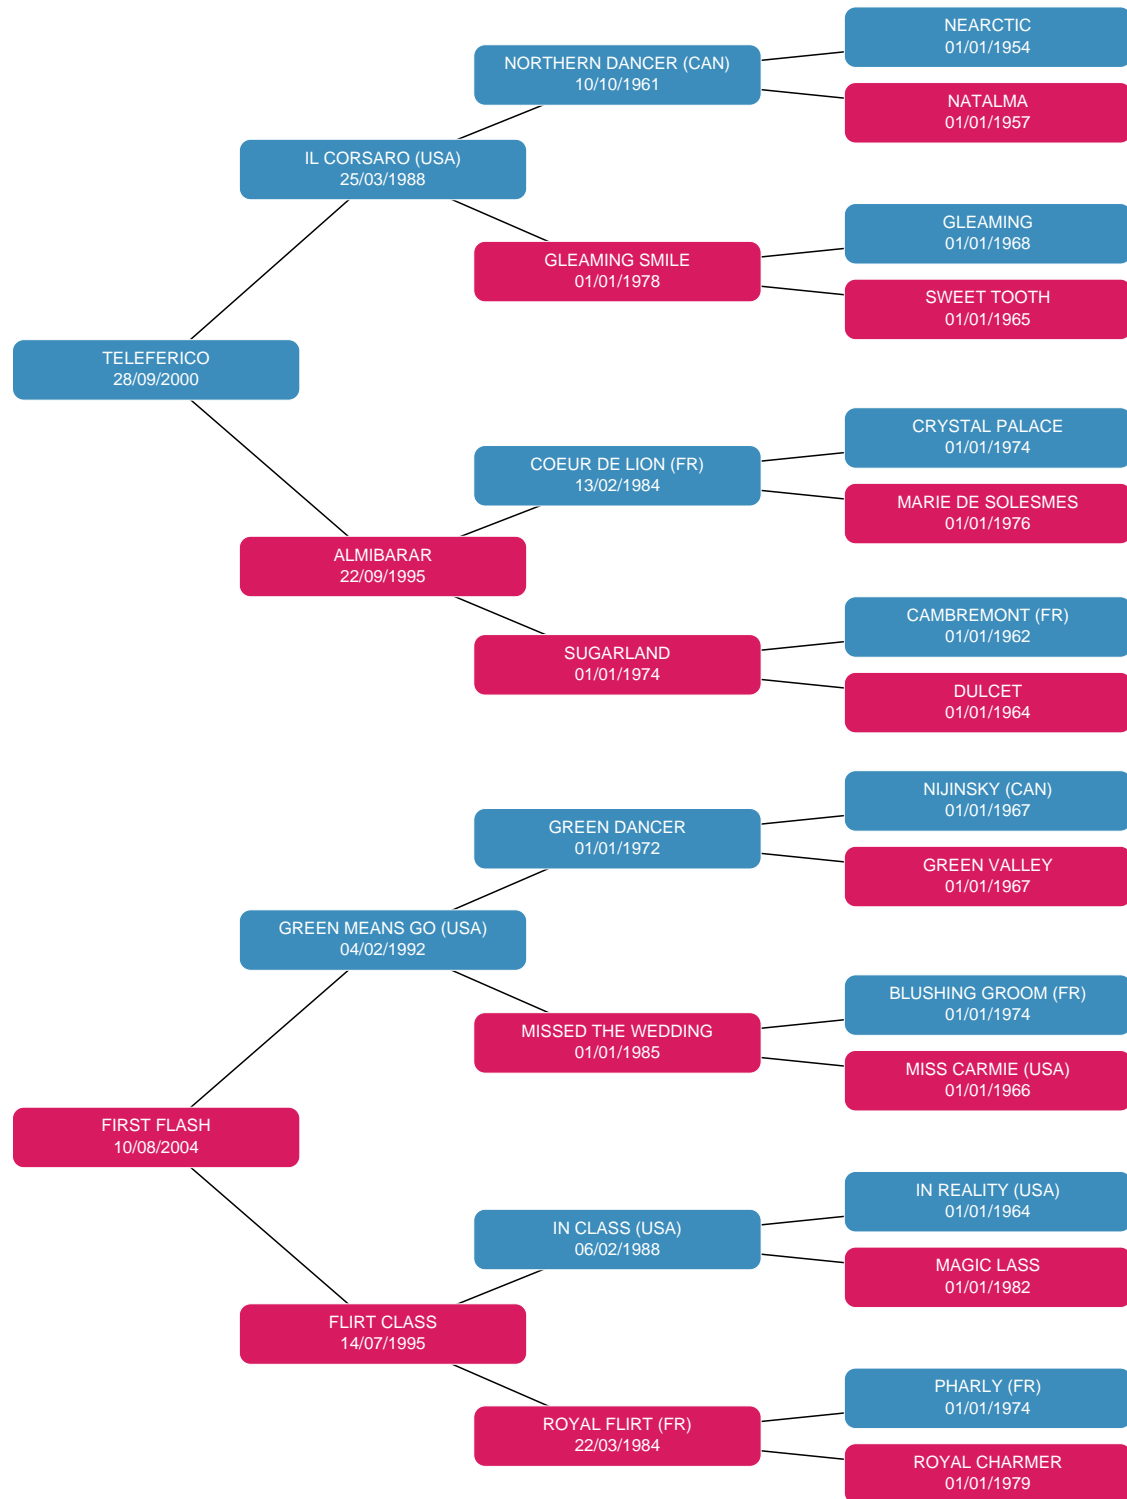 NEARCTIC
01/01/1954
NORTHERN DANCER (CAN)
10/10/1961
NATALMA
01/01/1957
IL CORSARO (USA)
25/03/1988
GLEAMING
01/01/1968
GLEAMING SMILE
01/01/1978
SWEET TOOTH
01/01/1965
TELEFERICO
28/09/2000
CRYSTAL PALACE
01/01/1974
COEUR DE LION (FR)
13/02/1984
MARIE DE SOLESMES
01/01/1976
ALMIBARAR
22/09/1995
CAMBREMONT (FR)
01/01/1962
SUGARLAND
01/01/1974
DULCET
01/01/1964
NIJINSKY (CAN)
01/01/1967
GREEN DANCER
01/01/1972
GREEN VALLEY
01/01/1967
GREEN MEANS GO (USA)
04/02/1992
BLUSHING GROOM (FR)
01/01/1974
MISSED THE WEDDING
01/01/1985
MISS CARMIE (USA)
01/01/1966
FIRST FLASH
10/08/2004
IN REALITY (USA)
01/01/1964
IN CLASS (USA)
06/02/1988
MAGIC LASS
01/01/1982
FLIRT CLASS
14/07/1995
PHARLY (FR)
01/01/1974
ROYAL FLIRT (FR)
22/03/1984
ROYAL CHARMER
01/01/1979